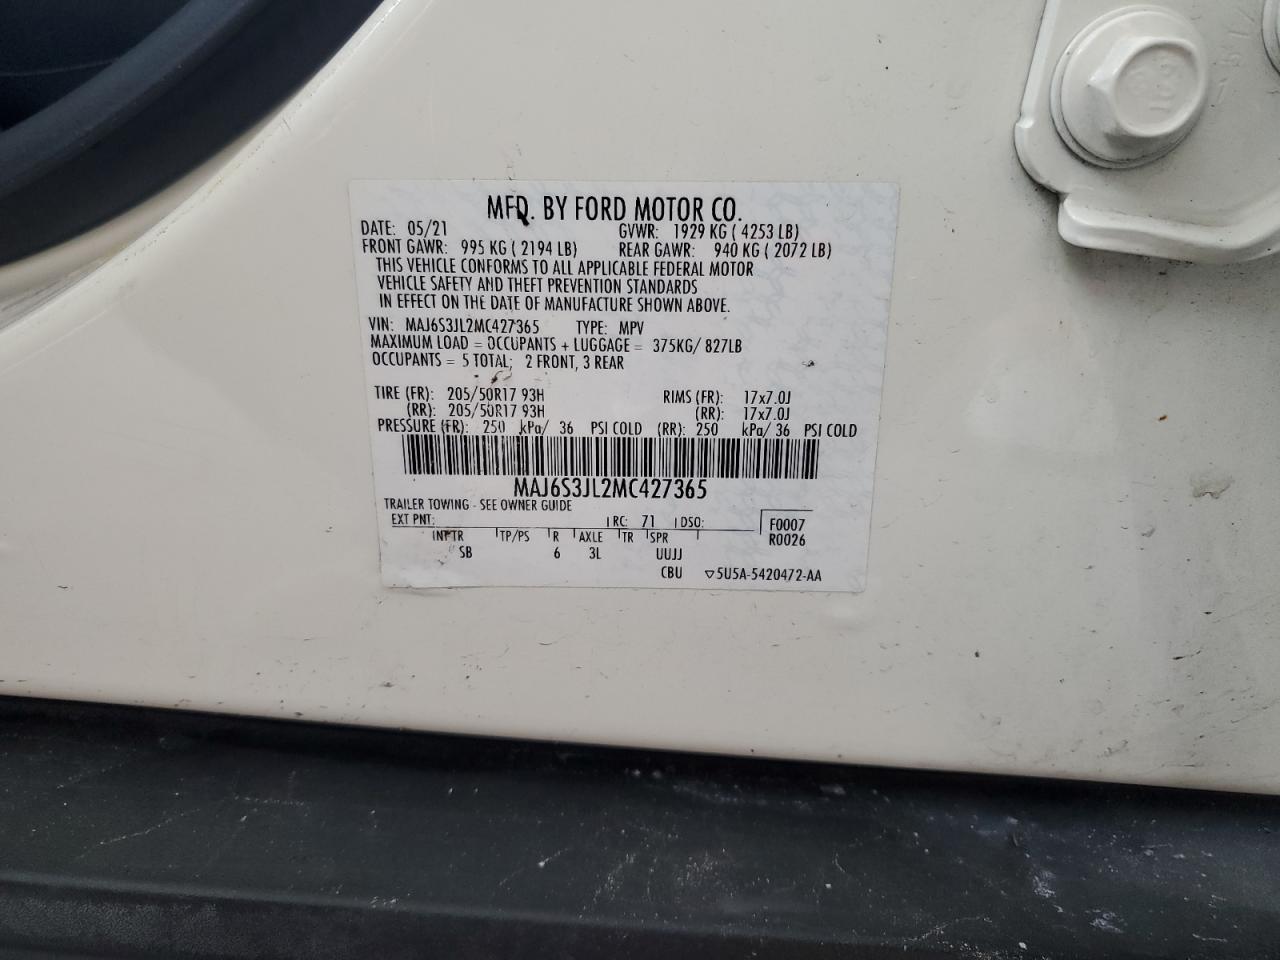 MFD. BY FORD MOTOR CO.
DATE: 05/21 GVWR: 1929 KG ( 4253 LB)
FRONT GAWR: 995 KG ( 2194 LB) REAR GAWR: 940 KG ( 2072 LB)
THIS VEHICLE CONFORMS TO ALL APPLICABLE FEDERAL MOTOR
VEHICLE SAFETY AND THEFT PREVENTION STANDARDS
IN EFFECT ON THE DATE OF MANUFACTURE SHOWN ABOVE.
VIN: MAJ6S3JL2MC427365 TYPE: MPV
MAXIMUM LOAD = OCCUPANTS + LUGGAGE = 375KG/ 827LB
OCCUPANTS = 5 TOTAL; 2 FRONT, 3 REAR
TIRE (FR): 205/50R17 93H RIMS (FR): 17x7.0J
(RR): 205/50R17 93H (RR): 17x7.0J
PRESSURE (FR): 250 kPa/ 36 PSI COLD (RR): 250 kPa/ 36 PSI COLD
MAJ6S3JL2MC427365
TRAILER TOWING - SEE OWNER GUIDE
EXT PNT: RC: 71 DSO: F0007
R0026
INT TR TP/PS R AXLE TR SPR
SB 6 3L UUJJ
CBU ▽5U5A-5420472-AA